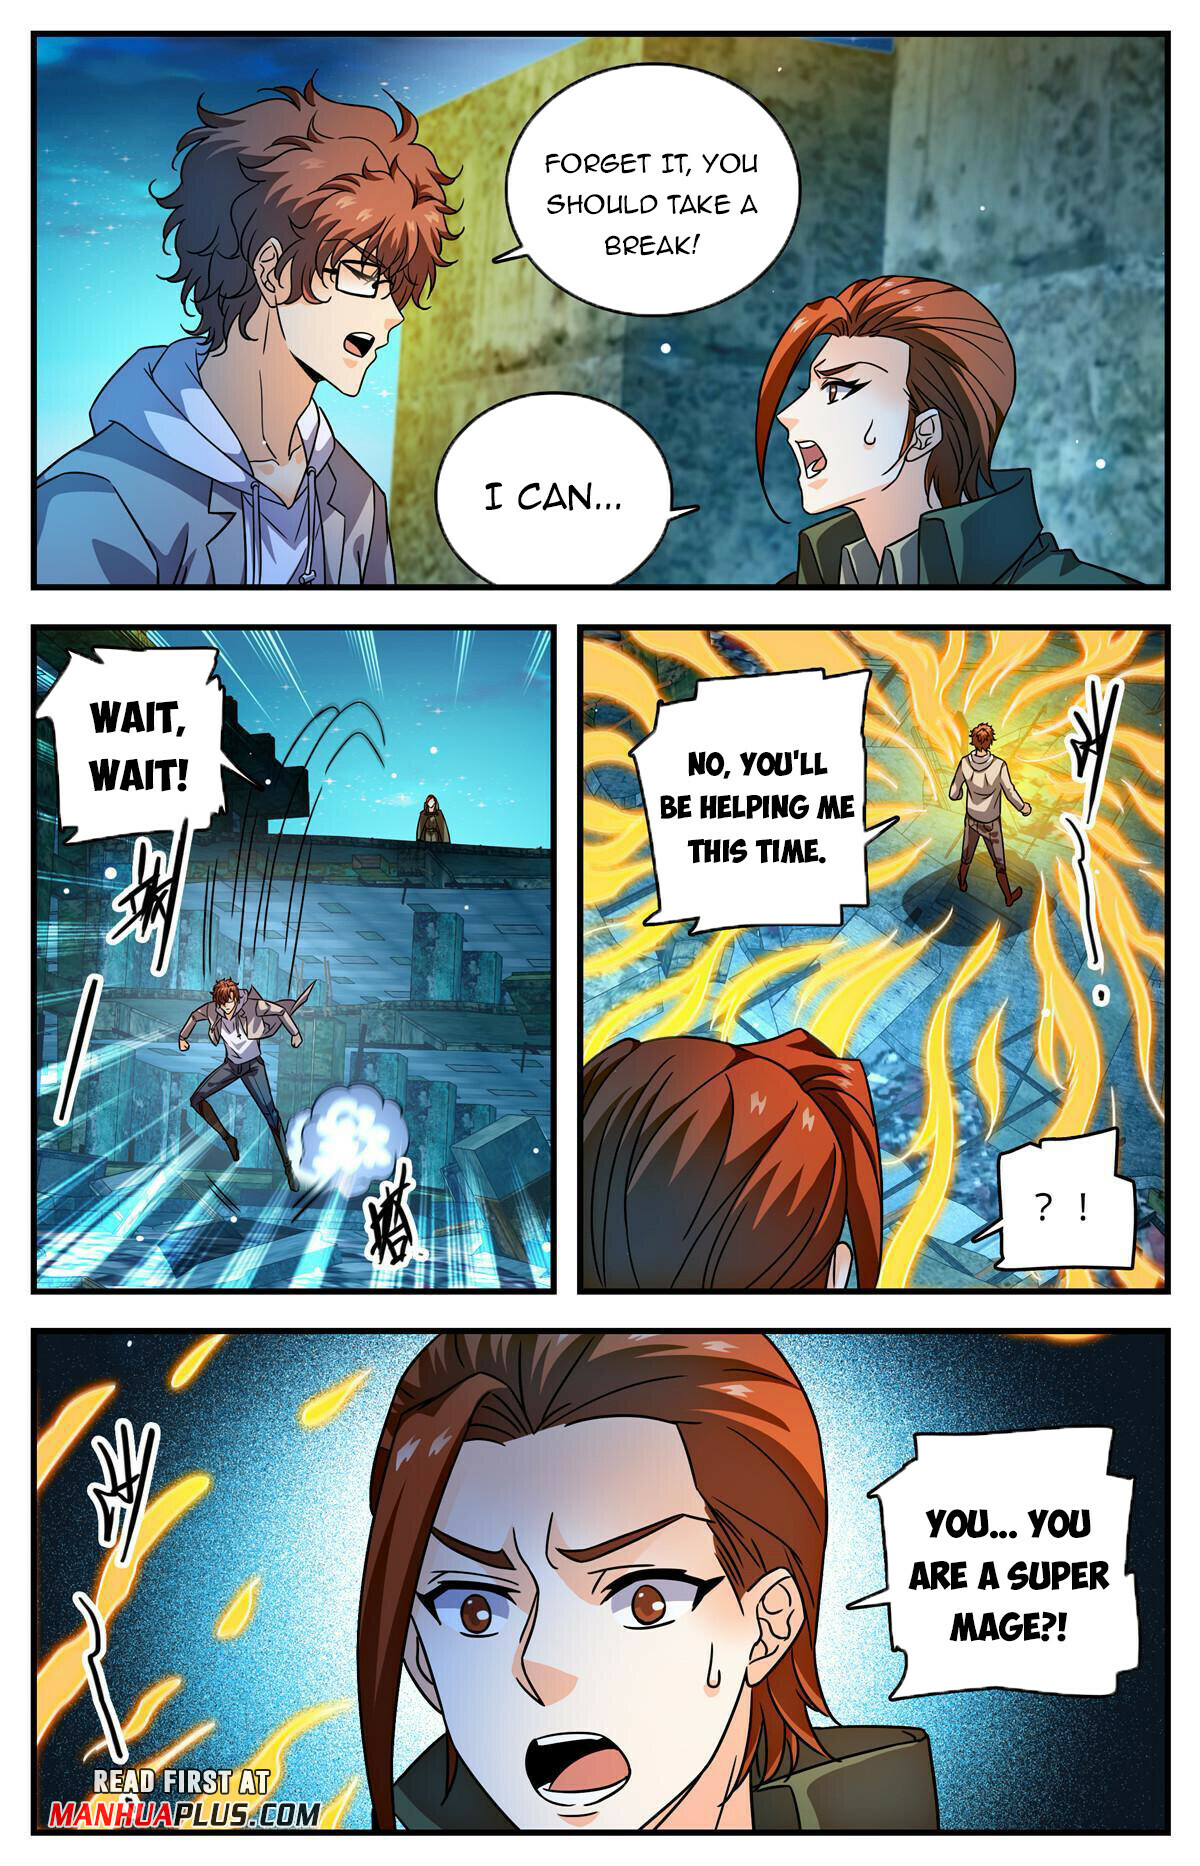 FORGET IT, YOU
SHOULD TAKE A
BREAK!
I CAN...
WAIT,
WAIT!
塔
NO, YOU'LL
BE HELPING ME
THIS TIME.
? !
YOU... YOU
ARE A SUPER
MAGE?!
READ FIRST AT
MANHUAPLUS.COM